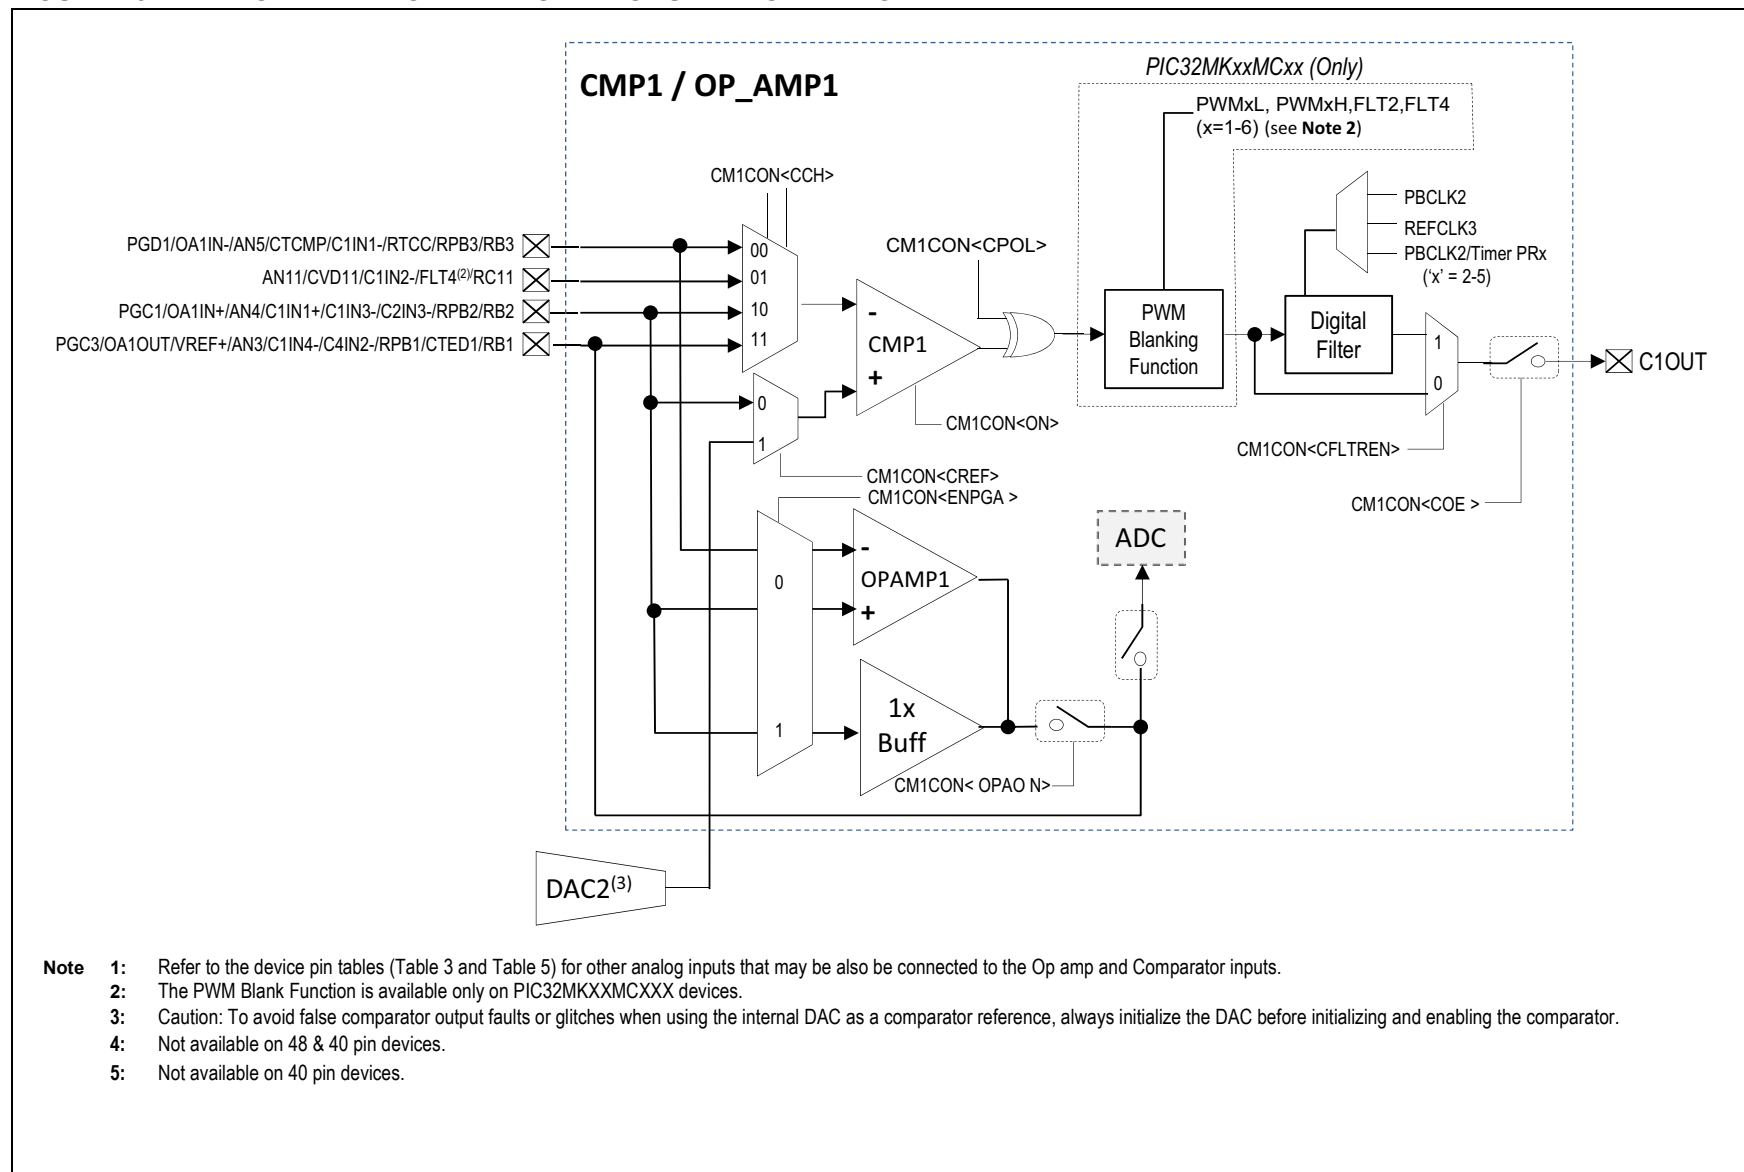 CMP1 / OP_AMP1
PIC32MKxxMCxx (Only)
PWMxL, PWMxH,FLT2,FLT4
(x=1-6) (see Note 2)
CM1CON<CCH>
PBCLK2
REFCLK3
PBCLK2/Timer PRx
('x' = 2-5)
PGD1/OA1IN-/AN5/CTCMP/C1IN1-/RTCC/RPB3/RB3
AN11/CVD11/C1IN2-/FLT4(2)/RC11
PGC1/OA1IN+/AN4/C1IN1+/C1IN3-/C2IN3-/RPB2/RB2
PGC3/OA1OUT/VREF+/AN3/C1IN4-/C4IN2-/RPB1/CTED1/RB1
00
01
10
11
CM1CON<CPOL>
-
CMP1
+
PWM
Blanking
Function
Digital
Filter
1
0
C1OUT
0
1
CM1CON<ON>
CM1CON<CFLTREN>
CM1CON<CREF>
CM1CON<ENPGA >
CM1CON<COE >
ADC
0
1
-
OPAMP1
+
1x
Buff
CM1CON< OPAO N>
DAC2(3)
Note 1: Refer to the device pin tables (Table 3 and Table 5) for other analog inputs that may be also be connected to the Op amp and Comparator inputs.
2: The PWM Blank Function is available only on PIC32MKXXMCXXX devices.
3: Caution: To avoid false comparator output faults or glitches when using the internal DAC as a comparator reference, always initialize the DAC before initializing and enabling the comparator.
4: Not available on 48 & 40 pin devices.
5: Not available on 40 pin devices.